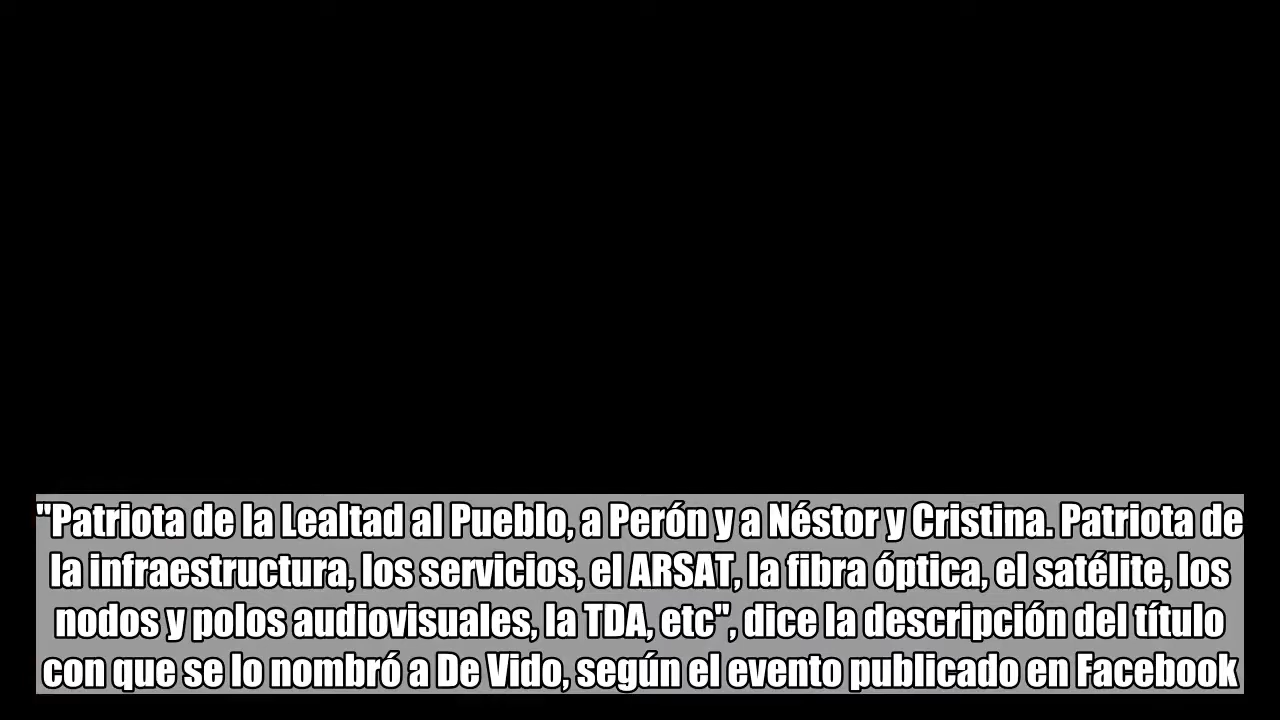 "Patriota de la Lealtad al Pueblo, a Perón y a Néstor y Cristina. Patriota de
la infraestructura, los servicios, el ARSAT, la fibra óptica, el satélite, los
nodos y polos audiovisuales, la TDA, etc", dice la descripción del título
con que se lo nombró a De Vido, según el evento publicado en Facebook